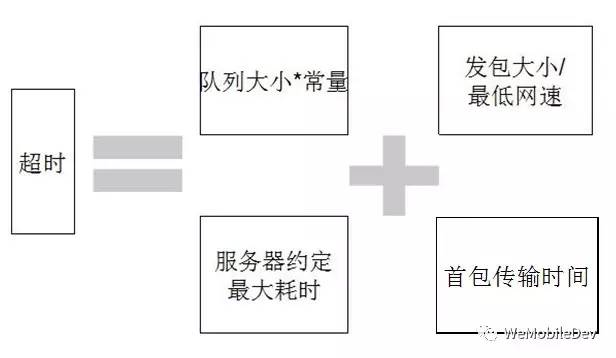 超时
队列大小*常量
发包大小/
最低网速
服务器约定
最大耗时
首包传输时间
WeMobileDev